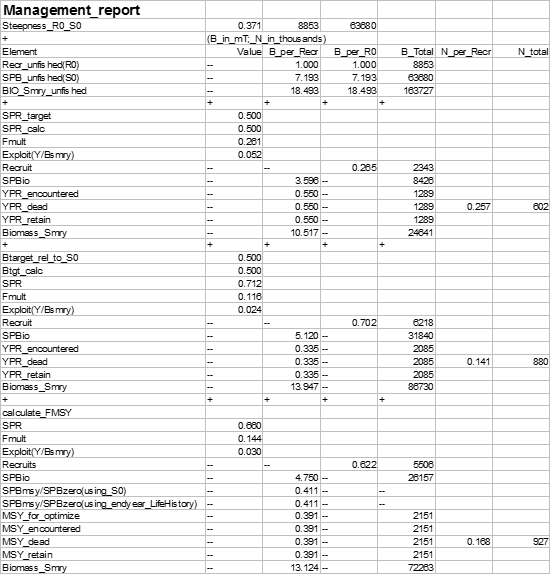 Management_report
Steepness_R0_S0 0.371 8853 63680
+ (B_in_mT;_N_in_thousands)
Element Value B_per_Recr B_per_R0 B_Total N_per_Recr N_total
Recr_unfished(R0) -- 1.000 1.000 8853
SPB_unfished(S0) -- 7.193 7.193 63680
BIO_Smry_unfished -- 18.493 18.493 163727
+ + + + +
SPR_target 0.500
SPR_calc 0.500
Fmult 0.261
Exploit(Y/Bsmry) 0.052
Recruit -- -- 0.265 2343
SPBio -- 3.596 -- 8426
YPR_encountered -- 0.550 -- 1289
YPR_dead -- 0.550 -- 1289 0.257 602
YPR_retain -- 0.550 -- 1289
Biomass_Smry -- 10.517 -- 24641
+ + + + +
Btarget_rel_to_S0 0.500
Btgt_calc 0.500
SPR 0.712
Fmult 0.116
Exploit(Y/Bsmry) 0.024
Recruit -- -- 0.702 6218
SPBio -- 5.120 -- 31840
YPR_encountered -- 0.335 -- 2085
YPR_dead -- 0.335 -- 2085 0.141 880
YPR_retain -- 0.335 -- 2085
Biomass_Smry -- 13.947 -- 86730
+ + + + +
calculate_FMSY
SPR 0.660
Fmult 0.144
Exploit(Y/Bsmry) 0.030
Recruits -- -- 0.622 5506
SPBio -- 4.750 -- 26157
SPBmsy/SPBzero(using_S0) -- 0.411 -- --
SPBmsy/SPBzero(using_endyear_LifeHistory) -- 0.411 -- --
MSY_for_optimize -- 0.391 -- 2151
MSY_encountered -- 0.391 -- 2151
MSY_dead -- 0.391 -- 2151 0.168 927
MSY_retain -- 0.391 -- 2151
Biomass_Smry -- 13.124 -- 72263